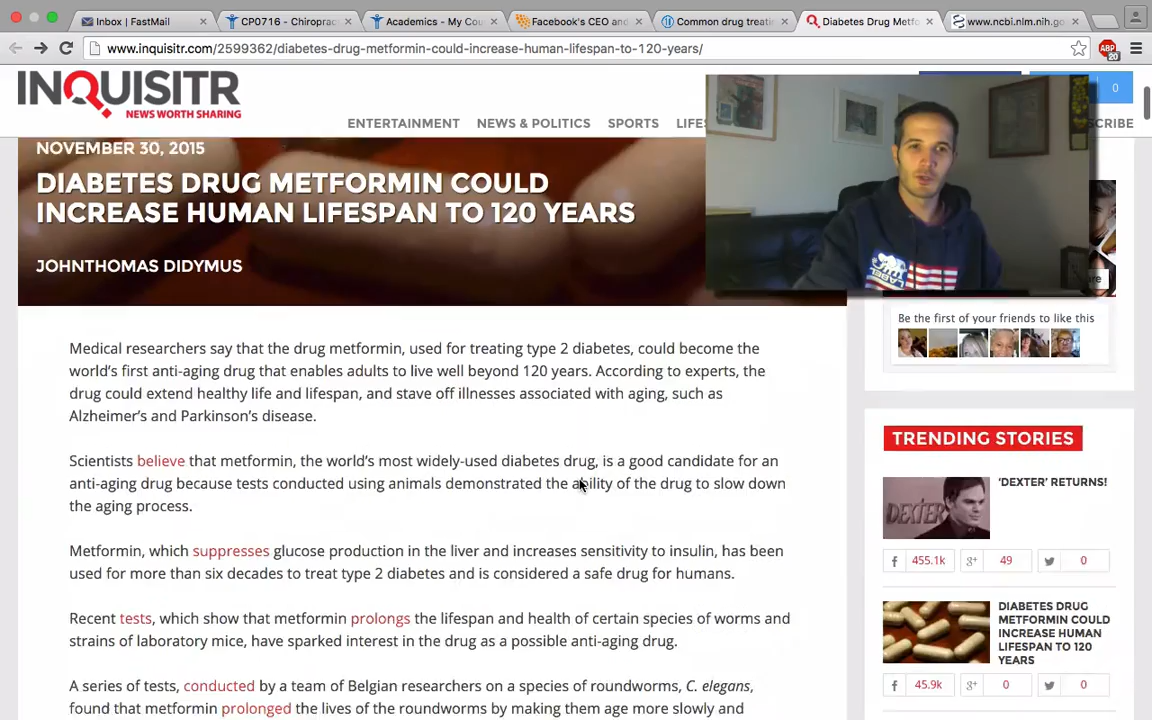 Inbox | FastMail
CP0716 - Chiroprac
Academics - My Cou
Facebook's CEO and
Common drug treati
Diabetes Drug Metfo
www.ncbi.nlm.nih.go
www.inquisitr.com/2599362/diabetes-drug-metformin-could-increase-human-lifespan-to-120-years/
ABP
20
INQUISITR
NEWS WORTH SHARING
0
ENTERTAINMENT
NEWS & POLITICS
SPORTS
LIFES
SCRIBE
NOVEMBER 30, 2015
DIABETES DRUG METFORMIN COULD
INCREASE HUMAN LIFESPAN TO 120 YEARS
JOHNTHOMAS DIDYMUS
LABEL
Be the first of your friends to like this
Medical researchers say that the drug metformin, used for treating type 2 diabetes, could become the
world's first anti-aging drug that enables adults to live well beyond 120 years. According to experts, the
drug could extend healthy life and lifespan, and stave off illnesses associated with aging, such as
Alzheimer's and Parkinson's disease.
Scientists believe that metformin, the world's most widely-used diabetes drug, is a good candidate for an
anti-aging drug because tests conducted using animals demonstrated the ability of the drug to slow down
the aging process.
Metformin, which suppresses glucose production in the liver and increases sensitivity to insulin, has been
used for more than six decades to treat type 2 diabetes and is considered a safe drug for humans.
Recent tests, which show that metformin prolongs the lifespan and health of certain species of worms and
strains of laboratory mice, have sparked interest in the drug as a possible anti-aging drug.
A series of tests, conducted by a team of Belgian researchers on a species of roundworms, C. elegans,
found that metformin prolonged the lives of the roundworms by making them age more slowly and
TRENDING STORIES
'DEXTER' RETURNS!
DEXTER
455.1k
49
0
DIABETES DRUG
METFORMIN COULD
INCREASE HUMAN
LIFESPAN TO 120
YEARS
45.9k
0
0